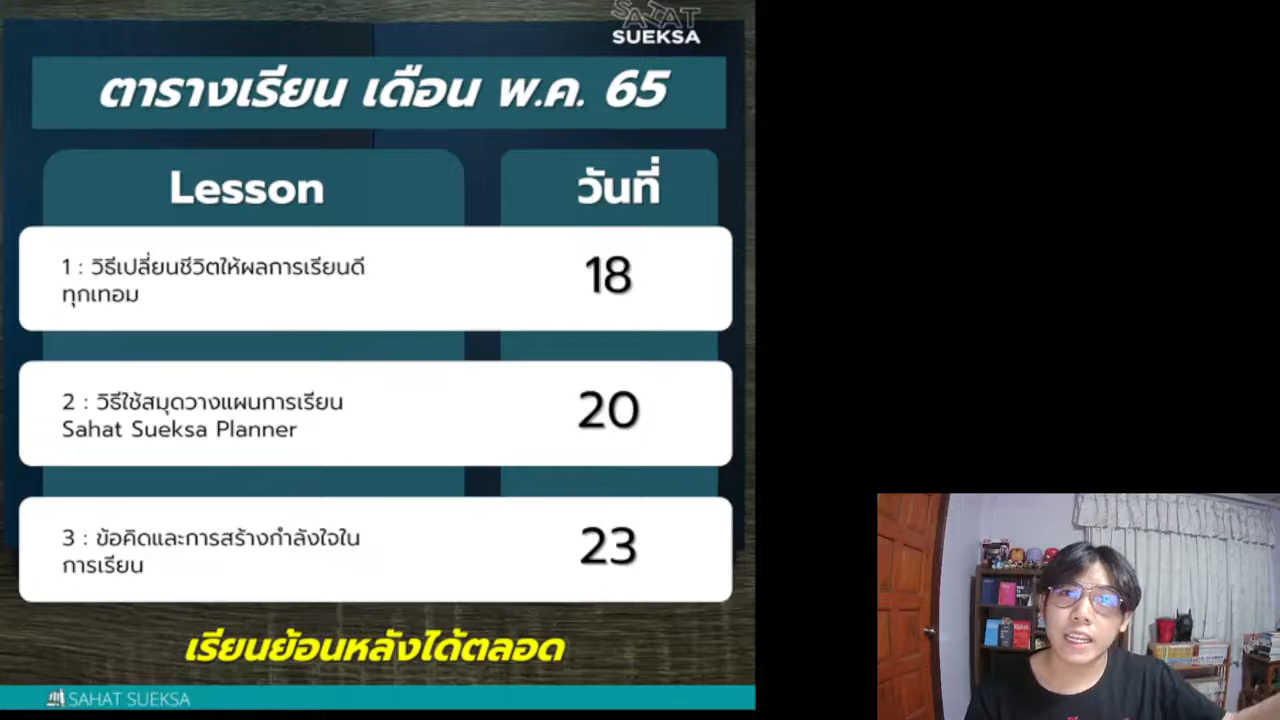 SAHAT
SUEKSA
ตารางเรียน เดือน พ.ค. 65
Lesson
วันที่
1 : วิธีเปลี่ยนชีวิตให้ผลการเรียนดี
ทุกเทอม
18
2 : วิธีใช้สมุดวางแผนการเรียน
Sahat Sueksa Planner
20
3 : ข้อคิดและการสร้างกำลังใจใน
การเรียน
23
เรียนย้อนหลังได้ตลอด
SAHAT SUEKSA